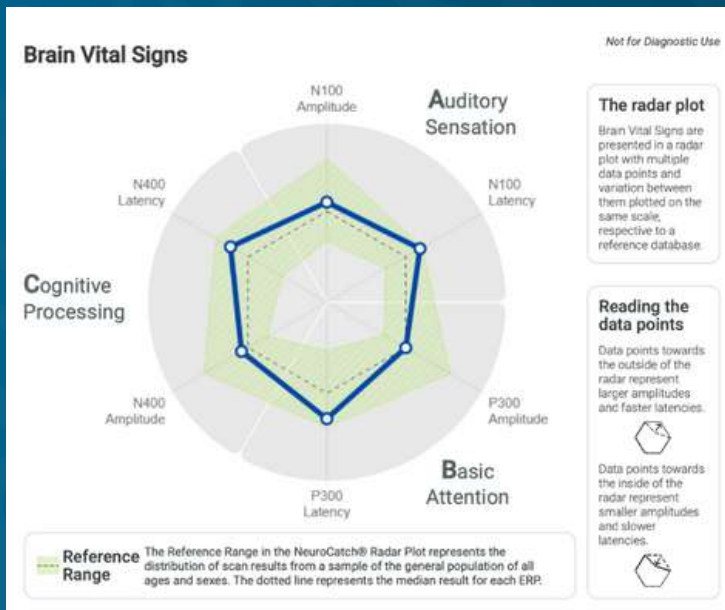 Not for Diagnostic Use
Brain Vital Signs
N100
Amplitude
Auditory
Sensation
N400
Latency
N100
Latency
Cognitive
Processing
N400
Amplitude
P300
Amplitude
Basic
Attention
P300
Latency
The radar plot
Brain Vital Signs are
presented in a radar
plot with multiple
data points and
variation between
them plotted on the
same scale,
respective to a
reference database.
Reading the
data points
Data points towards
the outside of the
radar represent
larger amplitudes
and faster latencies.
Data points towards
the inside of the
radar represent
smaller amplitudes
and slower
latencies.
Reference
Range
The Reference Range in the NeuroCatch® Radar Plot represents the
distribution of scan results from a sample of the general population of all
ages and sexes. The dotted line represents the median result for each ERP.